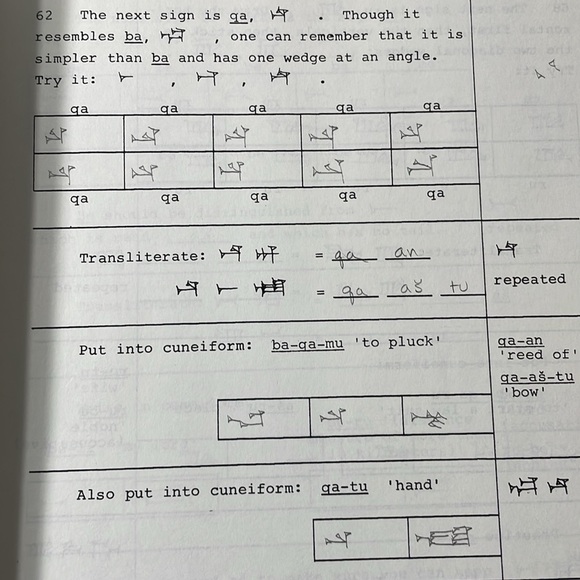 62 The next sign is qa, 𒋡 . Though it
resembles ba, 𒁀 , one can remember that it is
simpler than ba and has one wedge at an angle.
Try it: 𒀸 , , 𒋡 .
qa qa qa qa qa
qa qa qa qa qa
Transliterate: 𒋡 𒀭 = qa an
𒋡 𒀸 𒌅 = qa aš tu
𒋡
repeated
Put into cuneiform: ba-qa-mu 'to pluck'
qa-an
'reed of'
qa-aš-tu
'bow'
𒁀 𒋡 𒈬
Also put into cuneiform: qa-tu 'hand'
𒋡 𒌅